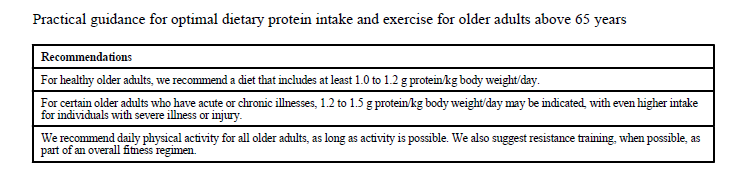 Practical guidance for optimal dietary protein intake and exercise for older adults above 65 years
Recommendations
For healthy older adults, we recommend a diet that includes at least 1.0 to 1.2 g protein/kg body weight/day.
For certain older adults who have acute or chronic illnesses, 1.2 to 1.5 g protein/kg body weight/day may be indicated, with even higher intake
for individuals with severe illness or injury.
We recommend daily physical activity for all older adults, as long as activity is possible. We also suggest resistance training, when possible, as
part of an overall fitness regimen.